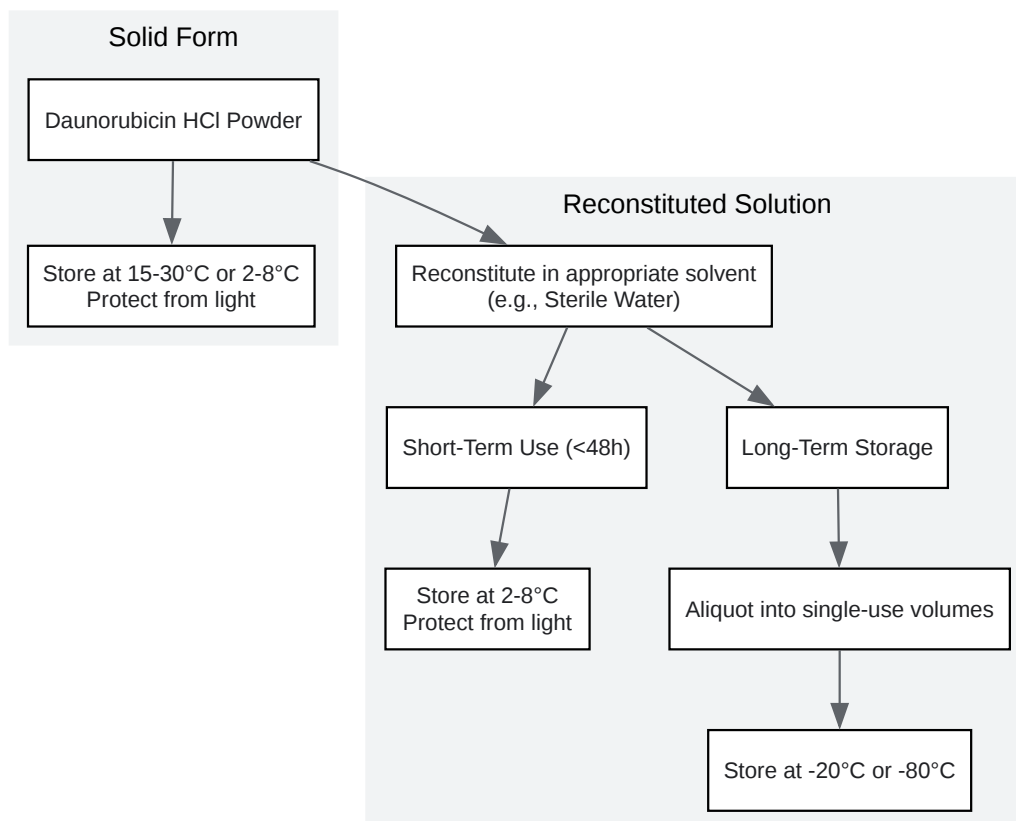 Solid Form
Daunorubicin HCl Powder
Store at 15-30°C or 2-8°C
Protect from light
Reconstituted Solution
Reconstitute in appropriate solvent
(e.g., Sterile Water)
Short-Term Use (<48h)
Long-Term Storage
Store at 2-8°C
Protect from light
Aliquot into single-use volumes
Store at -20°C or -80°C